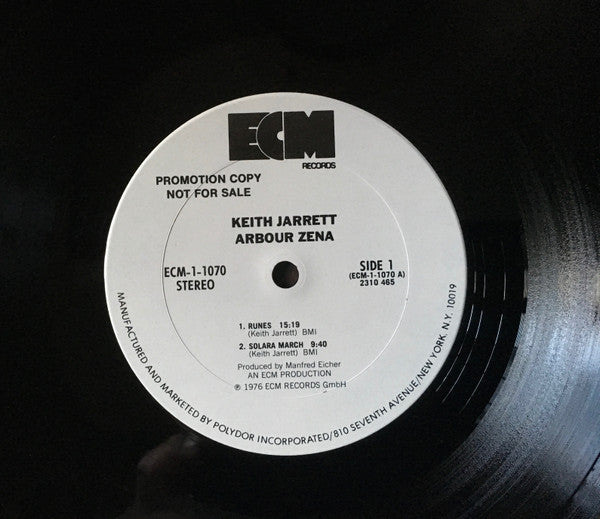 ECM
RECORDS
PROMOTION COPY
NOT FOR SALE
KEITH JARRETT
ARBOUR ZENA
ECM-1-1070
STEREO
SIDE 1
(ECM-1-1070 A)
2310 465
1. RUNES 15:19
(Keith Jarrett) BMI
2. SOLARA MARCH 9:40
(Keith Jarrett) BMI
Produced by Manfred Eicher
AN ECM PRODUCTION
℗ 1976 ECM RECORDS GmbH
MANUFACTURED AND MARKETED BY POLYDOR INCORPORATED/810 SEVENTH AVENUE/NEW YORK. N.Y. 10019